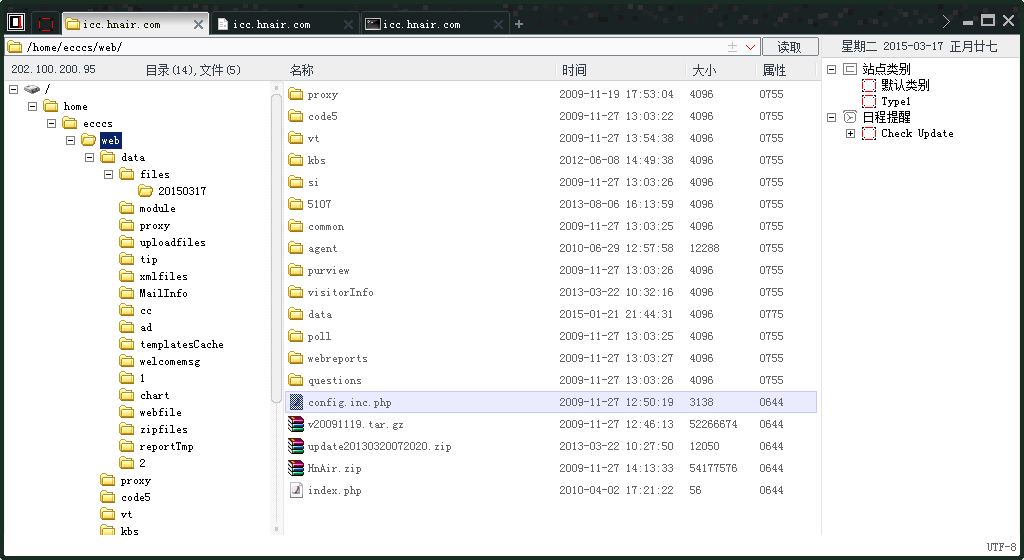 icc.hnair.com
icc.hnair.com
icc.hnair.com
/home/ecccs/web/
读取
星期二 2015-03-17 正月廿七
202.100.200.95 目录(14),文件(5)
名称 时间 大小 属性
/
home
ecccs
web
data
files
20150317
module
proxy
uploadfiles
tip
xmlfiles
MailInfo
cc
ad
templatesCache
welcomemsg
1
chart
webfile
zipfiles
reportTmp
2
proxy
code5
vt
kbs
proxy 2009-11-19 17:53:04 4096 0755
code5 2009-11-27 13:03:22 4096 0755
vt 2009-11-27 13:54:38 4096 0755
kbs 2012-06-08 14:49:38 4096 0755
si 2009-11-27 13:03:26 4096 0755
5107 2013-08-06 16:13:59 4096 0755
common 2009-11-27 13:03:25 4096 0755
agent 2010-06-29 12:57:58 12288 0755
purview 2009-11-27 13:03:26 4096 0755
visitorInfo 2013-03-22 10:32:16 4096 0755
data 2015-01-21 21:44:31 4096 0775
poll 2009-11-27 13:03:25 4096 0755
webreports 2009-11-27 13:03:27 4096 0755
questions 2009-11-27 13:03:26 4096 0755
config.inc.php 2009-11-27 12:50:19 3138 0644
v20091119.tar.gz 2009-11-27 12:46:13 52266674 0644
update20130320072020.zip 2013-03-22 10:27:50 12050 0644
HnAir.zip 2009-11-27 14:13:33 54177576 0644
index.php 2010-04-02 17:21:22 56 0644
站点类别
默认类别
Type1
日程提醒
Check Update
UTF-8